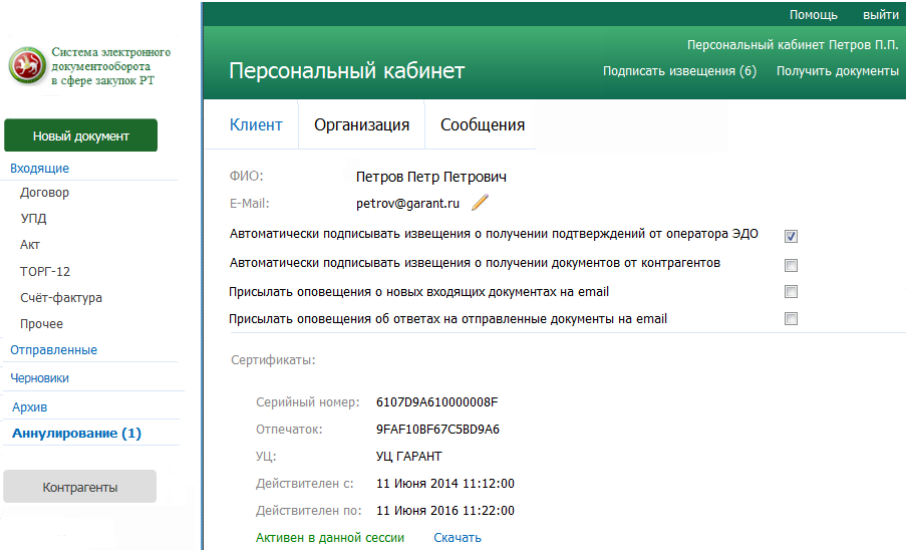 Помощь выйти
Система электронного
документооборота
в сфере закупок РТ
Персональный кабинет Петров П.П.
Персональный кабинет
Подписать извещения (6) Получить документы
Новый документ
Входящие
Договор
УПД
Акт
ТОРГ-12
Счёт-фактура
Прочее
Отправленные
Черновики
Архив
Аннулирование (1)
Контрагенты
Клиент Организация Сообщения
ФИО: Петров Петр Петрович
E-Mail: petrov@garant.ru
Автоматически подписывать извещения о получении подтверждений от оператора ЭДО
Автоматически подписывать извещения о получении документов от контрагентов
Присылать оповещения о новых входящих документах на email
Присылать оповещения об ответах на отправленные документы на email
Сертификаты:
Серийный номер: 6107D9A610000008F
Отпечаток: 9FAF10BF67C5BD9A6
УЦ: УЦ ГАРАНТ
Действителен с: 11 Июня 2014 11:12:00
Действителен по: 11 Июня 2016 11:22:00
Активен в данной сессии Скачать